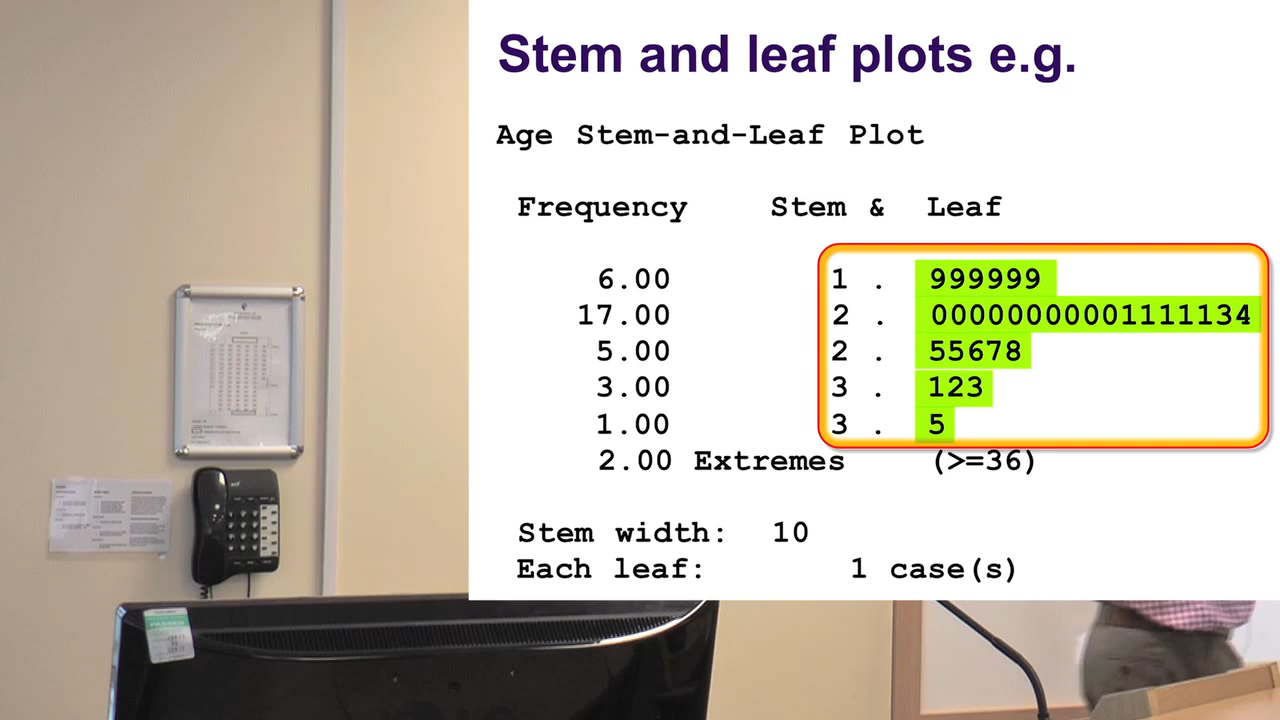 Stem and leaf plots e.g.
Age Stem-and-Leaf Plot
Frequency Stem & Leaf
6.00 1 . 999999
17.00 2 . 00000000001111134
5.00 2 . 55678
3.00 3 . 123
1.00 3 . 5
2.00 Extremes (>=36)
Stem width: 10
Each leaf: 1 case(s)
PASSED